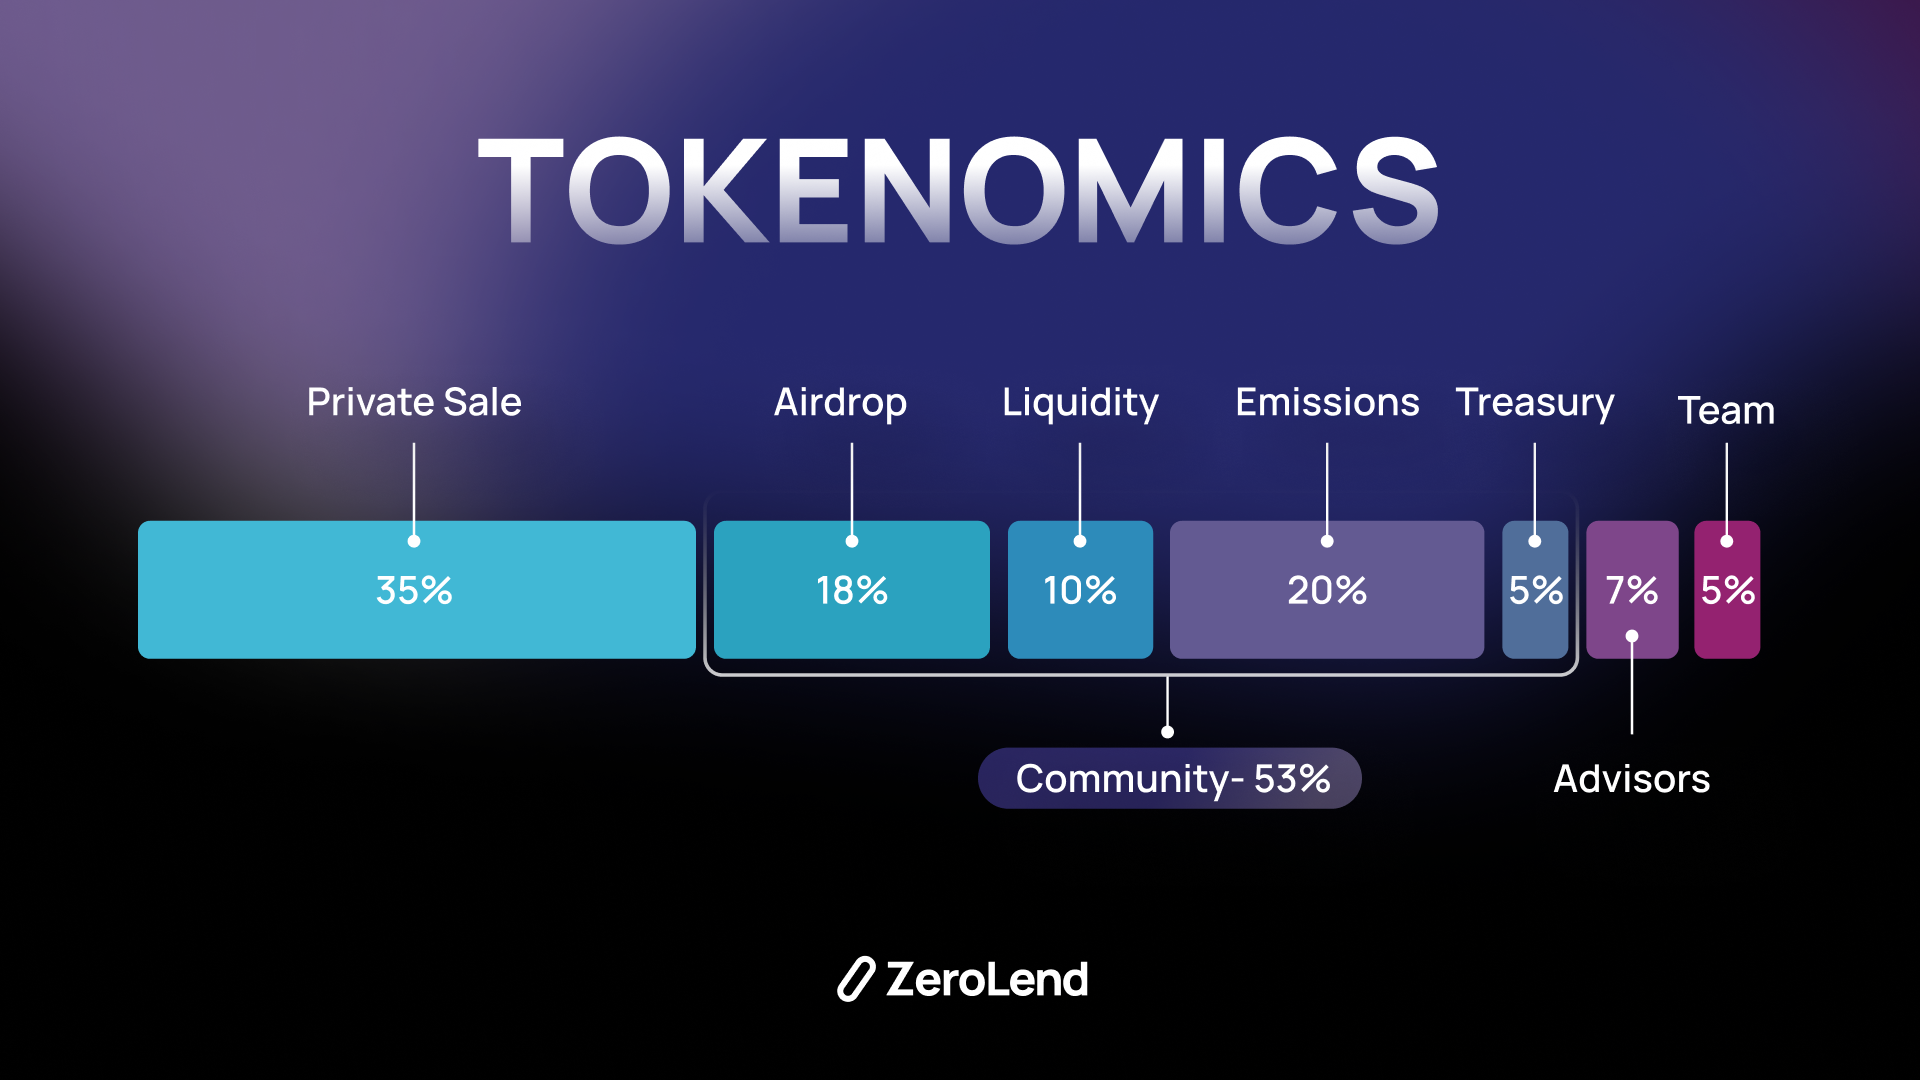 TOKENOMICS
Private Sale
Airdrop
Liquidity
Emissions
Treasury
Team
35%
18%
10%
20%
5%
7%
5%
Community- 53%
Advisors
ZeroLend